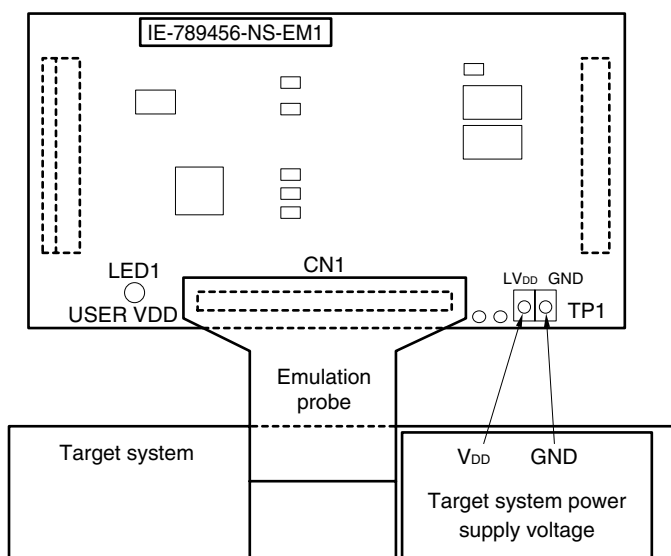 IE-789456-NS-EM1
LED1
USER VDD
CN1
LVDD GND
TP1
Emulation
probe
Target system
VDD GND
Target system power
supply voltage